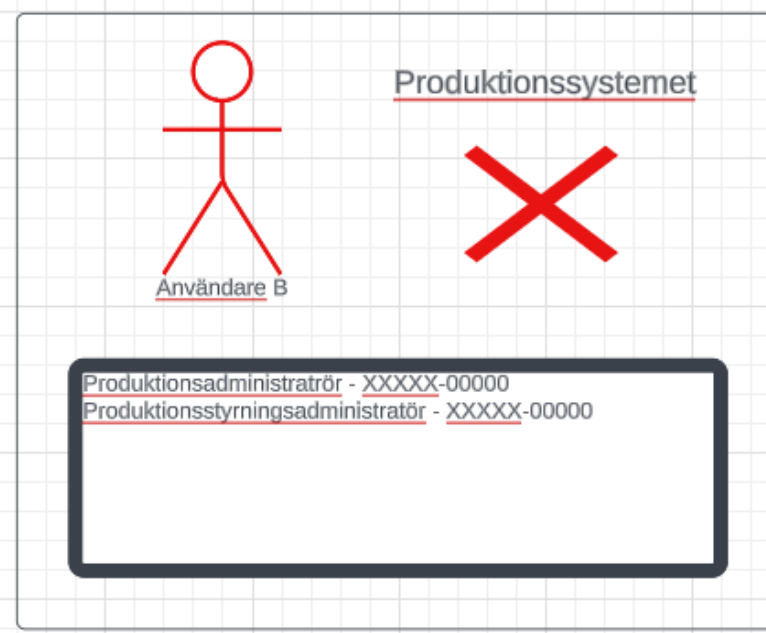 Produktionssystemet
Användare B
Produktionsadministratrör - XXXXX-00000
Produktionsstyrningsadministratör - XXXXX-00000